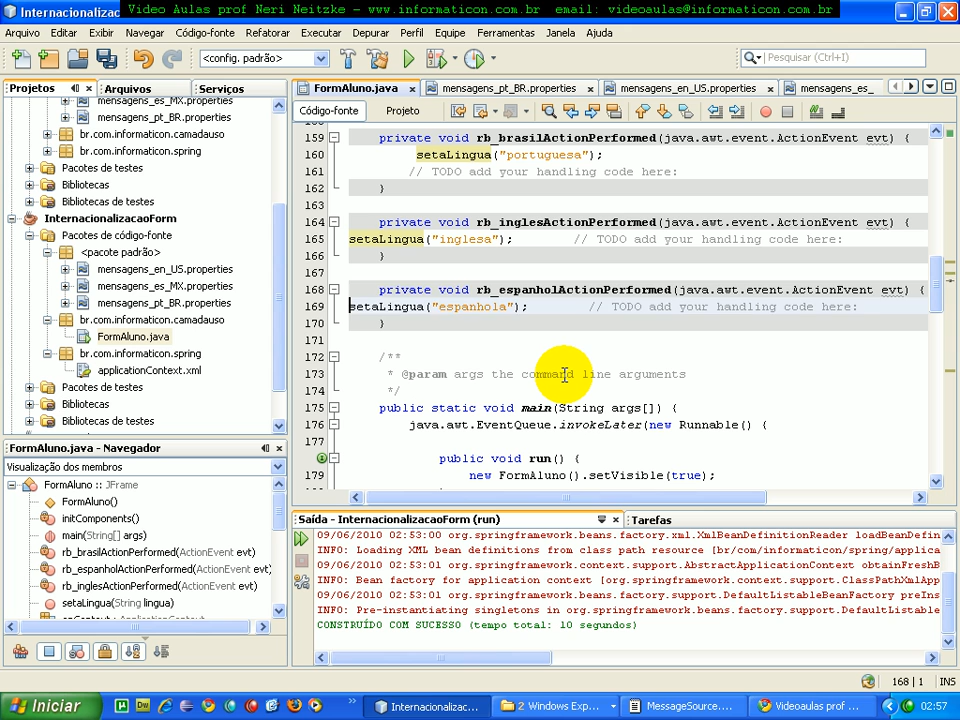 Internacionalizac
Video Aulas prof Neri Neitzke – www.informaticon.com.br email: videoaulas@informaticon.com.br
Arquivo Editar Exibir Navegar Código-fonte Refatorar Executar Depurar Perfil Equipe Ferramentas Janela Ajuda
<config. padrão>
Pesquisar (Ctrl+I)
Projetos Arquivos Serviços
mensagens_es_MX.properties
mensagens_pt_BR.properties
br.com.informaticon.camadauso
br.com.informaticon.spring
Pacotes de testes
Bibliotecas
Bibliotecas de testes
InternacionalizacaoForm
Pacotes de código-fonte
<pacote padrão>
mensagens_en_US.properties
mensagens_es_MX.properties
mensagens_pt_BR.properties
br.com.informaticon.camadauso
FormAluno.java
br.com.informaticon.spring
applicationContext.xml
Pacotes de testes
Bibliotecas
Bibliotecas de testes
FormAluno.java - Navegador
Visualização dos membros
FormAluno :: JFrame
FormAluno()
initComponents()
main(String[] args)
rb_brasilActionPerformed(ActionEvent evt)
rb_espanholActionPerformed(ActionEvent evt)
rb_inglesActionPerformed(ActionEvent evt)
setaLingua(String lingua)
FormAluno.java mensagens_pt_BR.properties mensagens_en_US.properties mensagens_es_
Código-fonte Projeto
159 private void rb_brasilActionPerformed(java.awt.event.ActionEvent evt) {
160 setaLingua("portuguesa");
161 // TODO add your handling code here:
162 }
163
164 private void rb_inglesActionPerformed(java.awt.event.ActionEvent evt) {
165 setaLingua("inglesa"); // TODO add your handling code here:
166 }
167
168 private void rb_espanholActionPerformed(java.awt.event.ActionEvent evt) {
169 setaLingua("espanhola"); // TODO add your handling code here:
170 }
171
172 /**
173 * @param args the command line arguments
174 */
175 public static void main(String args[]) {
176 java.awt.EventQueue.invokeLater(new Runnable() {
177
public void run() {
179 new FormAluno().setVisible(true);
Saída - InternacionalizacaoForm (run) Tarefas
09/06/2010 02:53:00 org.springframework.beans.factory.xml.XmlBeanDefinitionReader loadBeanDefin
INFO: Loading XML bean definitions from class path resource [br/com/informaticon/spring/applica
09/06/2010 02:53:01 org.springframework.context.support.AbstractApplicationContext obtainFreshB
INFO: Bean factory for application context [org.springframework.context.support.ClassPathXmlApp
09/06/2010 02:53:01 org.springframework.beans.factory.support.DefaultListableBeanFactory preIns
INFO: Pre-instantiating singletons in org.springframework.beans.factory.support.DefaultListable
CONSTRUÍDO COM SUCESSO (tempo total: 10 segundos)
168 | 1 INS
Iniciar
Internacionalizac...
2 Windows Exp...
MessageSource....
Videoaulas prof ...
02:57